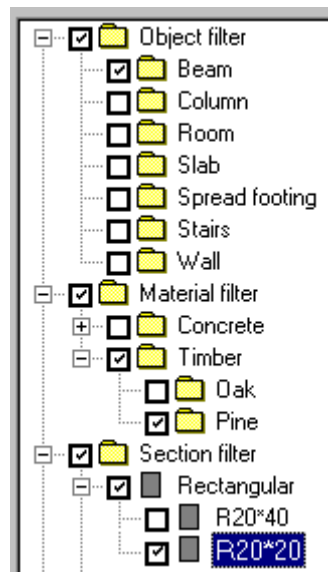 Object filter
Beam
Column
Room
Slab
Spread footing
Stairs
Wall
Material filter
Concrete
Timber
Oak
Pine
Section filter
Rectangular
R20*40
R20*20